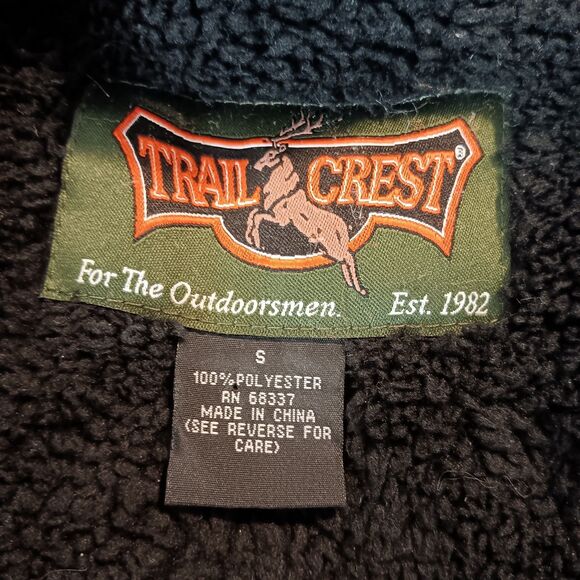 TRAIL CREST®
For The Outdoorsmen. Est. 1982
S
100% POLYESTER
RN 68337
MADE IN CHINA
(SEE REVERSE FOR
CARE)